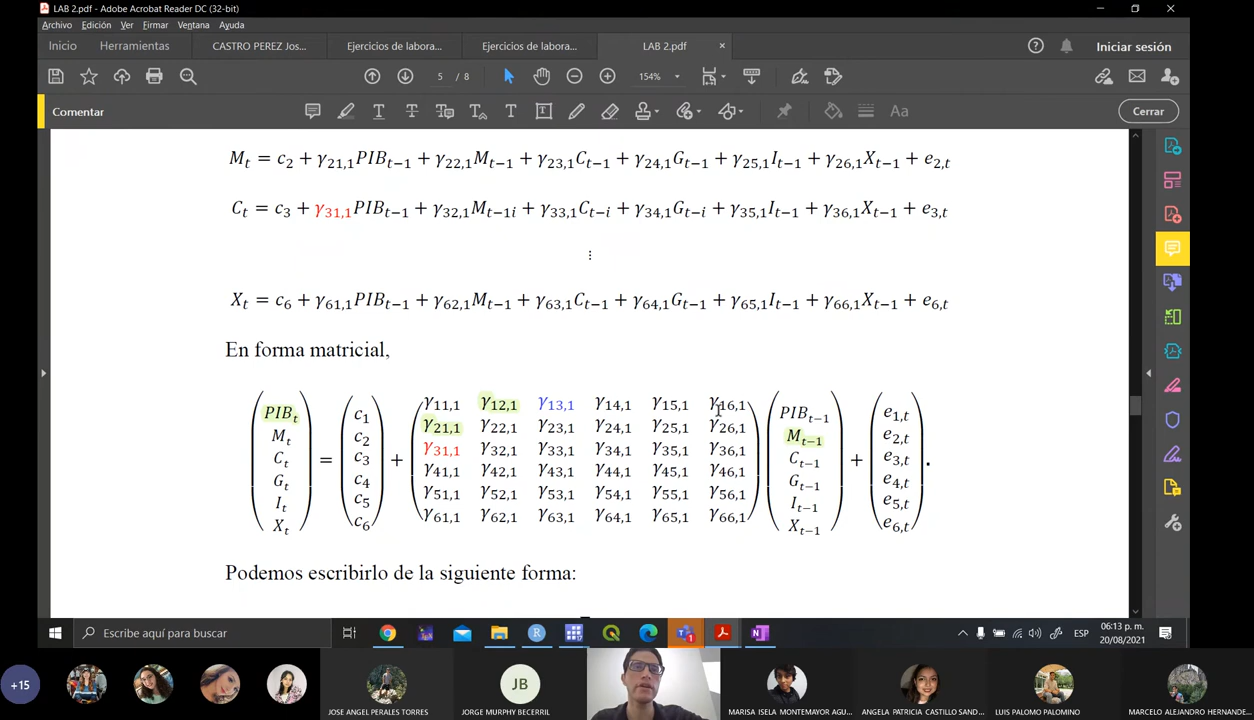 LAB 2.pdf - Adobe Acrobat Reader DC (32-bit)
Archivo Edición Ver Firmar Ventana Ayuda
Inicio Herramientas CASTRO PEREZ Jos... Ejercicios de labora... Ejercicios de labora... LAB 2.pdf × Iniciar sesión
5 / 8 154%
Comentar Cerrar
M_t = c_2 + γ_{21,1}PIB_{t−1} + γ_{22,1}M_{t−1} + γ_{23,1}C_{t−1} + γ_{24,1}G_{t−1} + γ_{25,1}I_{t−1} + γ_{26,1}X_{t−1} + e_{2,t}
C_t = c_3 + γ_{31,1}PIB_{t−1} + γ_{32,1}M_{t−1i} + γ_{33,1}C_{t−i} + γ_{34,1}G_{t−i} + γ_{35,1}I_{t−1} + γ_{36,1}X_{t−1} + e_{3,t}
⋮
X_t = c_6 + γ_{61,1}PIB_{t−1} + γ_{62,1}M_{t−1} + γ_{63,1}C_{t−1} + γ_{64,1}G_{t−1} + γ_{65,1}I_{t−1} + γ_{66,1}X_{t−1} + e_{6,t}
En forma matricial,
PIB_t c_1 γ_{11,1} γ_{12,1} γ_{13,1} γ_{14,1} γ_{15,1} γ_{16,1} PIB_{t−1} e_{1,t}
M_t c_2 γ_{21,1} γ_{22,1} γ_{23,1} γ_{24,1} γ_{25,1} γ_{26,1} M_{t−1} e_{2,t}
C_t = c_3 + γ_{31,1} γ_{32,1} γ_{33,1} γ_{34,1} γ_{35,1} γ_{36,1} C_{t−1} + e_{3,t} .
G_t c_4 γ_{41,1} γ_{42,1} γ_{43,1} γ_{44,1} γ_{45,1} γ_{46,1} G_{t−1} e_{4,t}
I_t c_5 γ_{51,1} γ_{52,1} γ_{53,1} γ_{54,1} γ_{55,1} γ_{56,1} I_{t−1} e_{5,t}
X_t c_6 γ_{61,1} γ_{62,1} γ_{63,1} γ_{64,1} γ_{65,1} γ_{66,1} X_{t−1} e_{6,t}
Podemos escribirlo de la siguiente forma:
Escribe aquí para buscar ESP 06:13 p. m.
20/08/2021
+15 JB
JOSE ANGEL PERALES TORRES JORGE MURPHY BECERRIL MARISA ISELA MONTEMAYOR AGU... ANGELA PATRICIA CASTILLO SAND... LUIS PALOMO PALOMINO MARCELO ALEJANDRO HERNANDE...